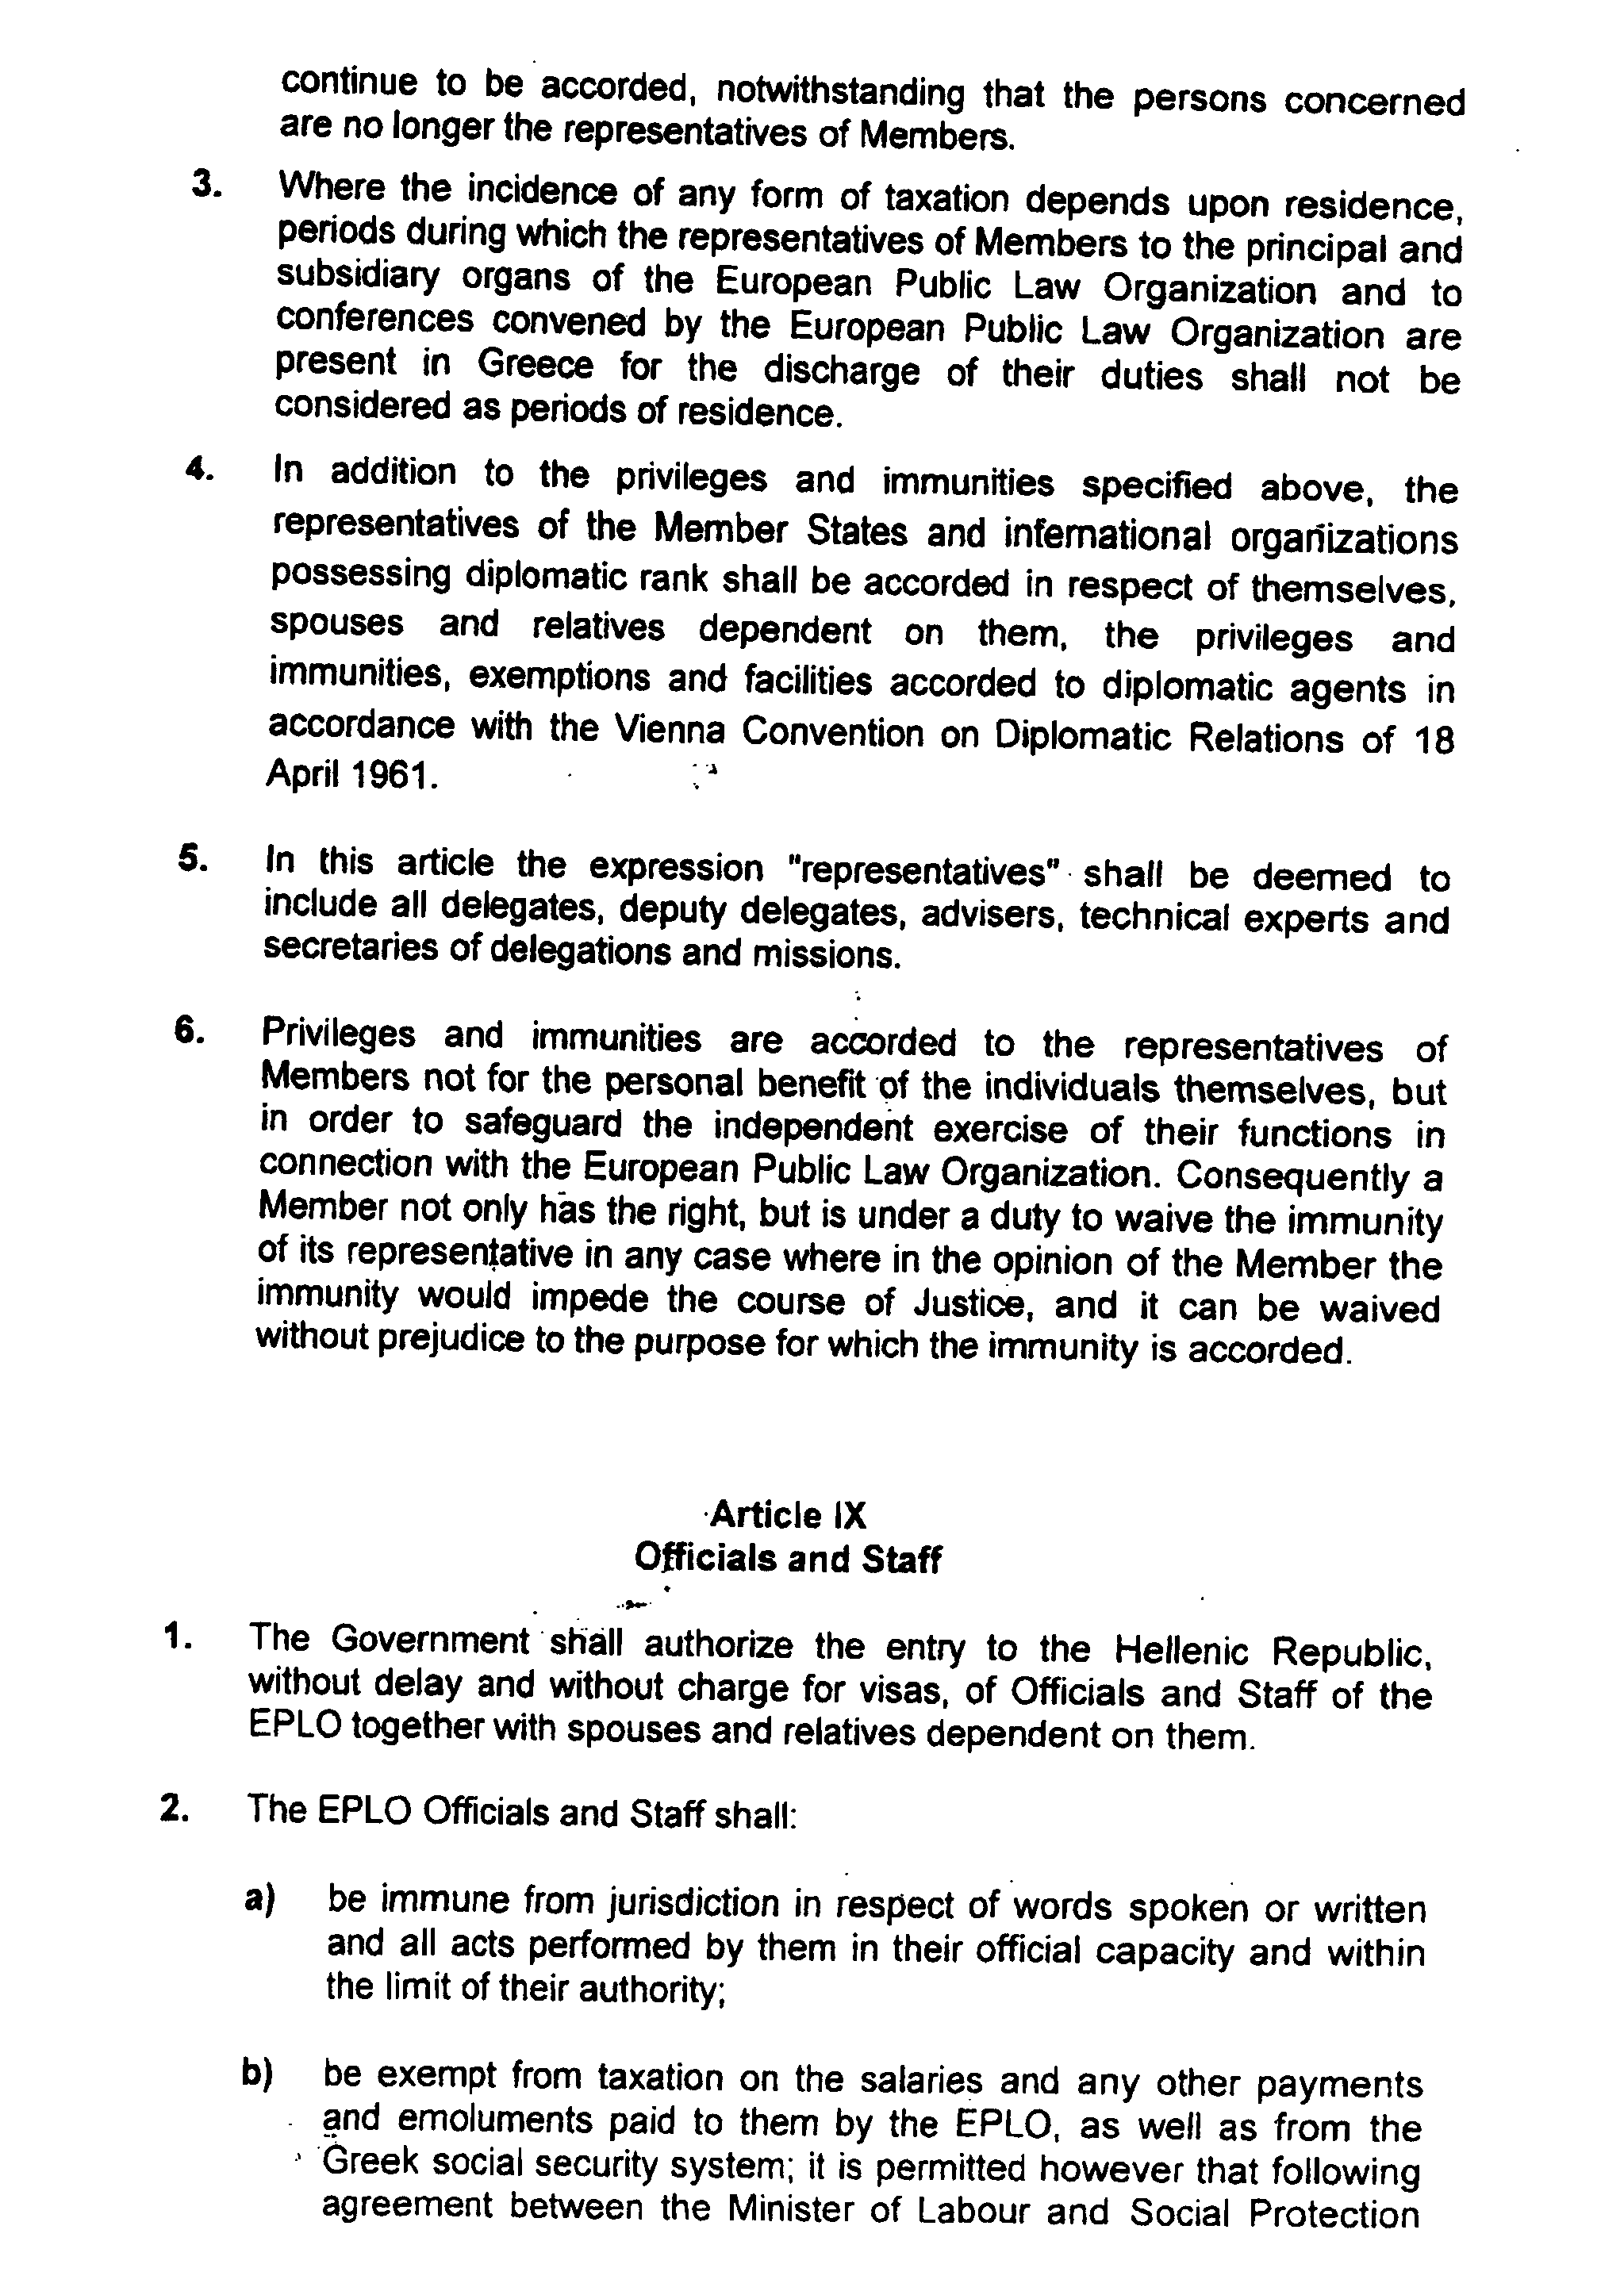 continue to be accorded, notwithstanding that the persons concerned
are no longer the representatives of Members.
3. Where the incidence of any form of taxation depends upon residence,
periods during which the representatives of Members to the principal and
subsidiary organs of the European Public Law Organization and to
conferences convened by the European Public Law Organization are
present in Greece for the discharge of their duties shall not be
considered as periods of residence.
4. In addition to the privileges and immunities specified above, the
representatives of the Member States and international organizations
possessing diplomatic rank shall be accorded in respect of themselves,
spouses and relatives dependent on them, the privileges and
immunities, exemptions and facilities accorded to diplomatic agents in
accordance with the Vienna Convention on Diplomatic Relations of 18
April 1961.
5. In this article the expression "representatives" shall be deemed to
include all delegates, deputy delegates, advisers, technical experts and
secretaries of delegations and missions.
6. Privileges and immunities are accorded to the representatives of
Members not for the personal benefit of the individuals themselves, but
in order to safeguard the independent exercise of their functions in
connection with the European Public Law Organization. Consequently a
Member not only has the right, but is under a duty to waive the immunity
of its representative in any case where in the opinion of the Member the
immunity would impede the course of Justice, and it can be waived
without prejudice to the purpose for which the immunity is accorded.
Article IX
Officials and Staff
1. The Government shall authorize the entry to the Hellenic Republic,
without delay and without charge for visas, of Officials and Staff of the
EPLO together with spouses and relatives dependent on them.
2. The EPLO Officials and Staff shall:
a) be immune from jurisdiction in respect of words spoken or written
and all acts performed by them in their official capacity and within
the limit of their authority;
b) be exempt from taxation on the salaries and any other payments
and emoluments paid to them by the EPLO, as well as from the
Greek social security system; it is permitted however that following
agreement between the Minister of Labour and Social Protection